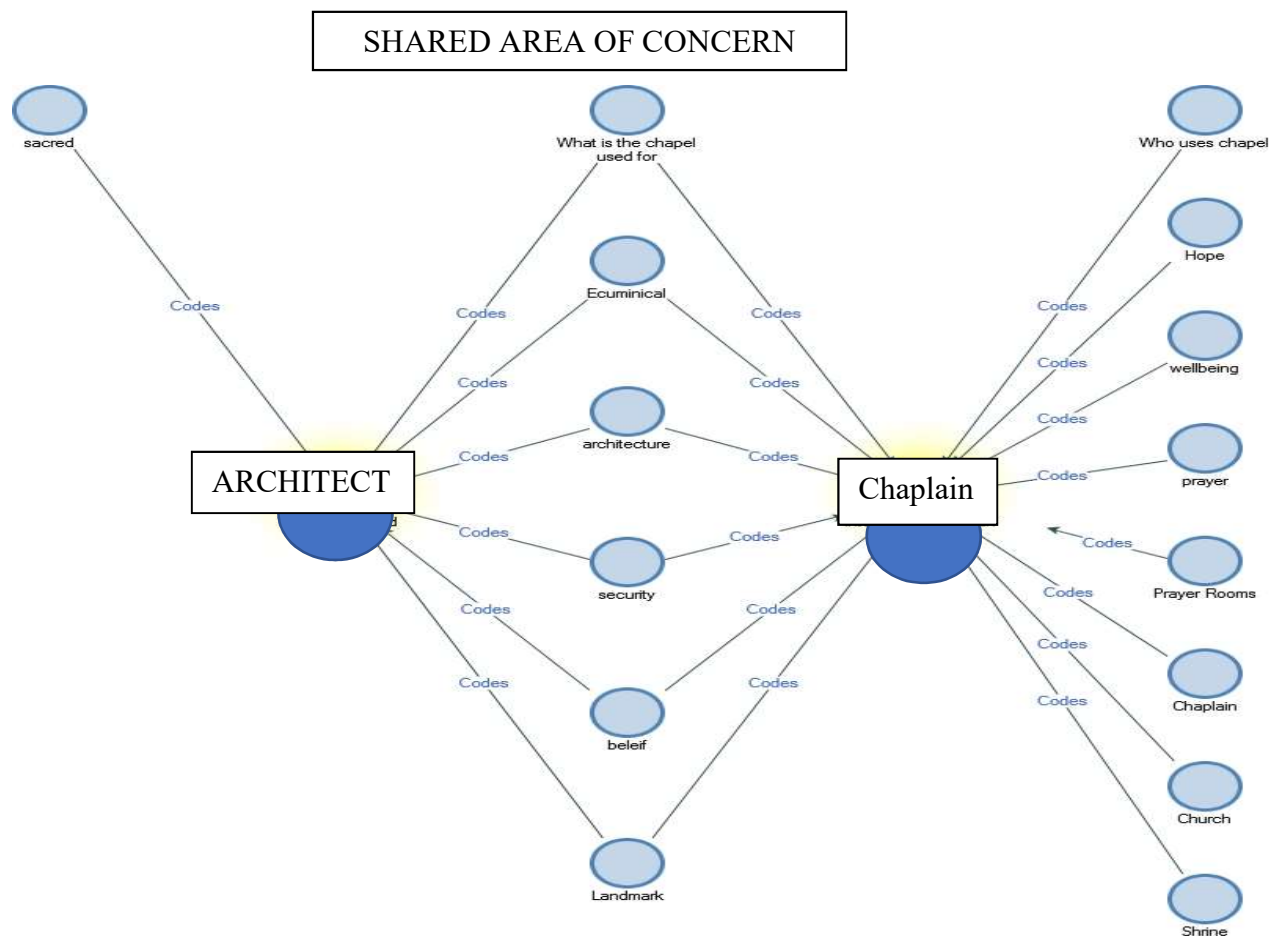 SHARED AREA OF CONCERN
sacred
What is the chapel
used for
Who uses chapel
Hope
Codes
Codes
Codes
Codes
Ecuminical
wellbeing
Codes
Codes
Codes
Codes
architecture
prayer
ARCHITECT
Codes
Codes
Chaplain
Codes
Codes
Codes
Codes
security
Prayer Rooms
Codes
Codes
Codes
Codes
beleif
Chaplain
Codes
Codes
Codes
Landmark
Church
Shrine